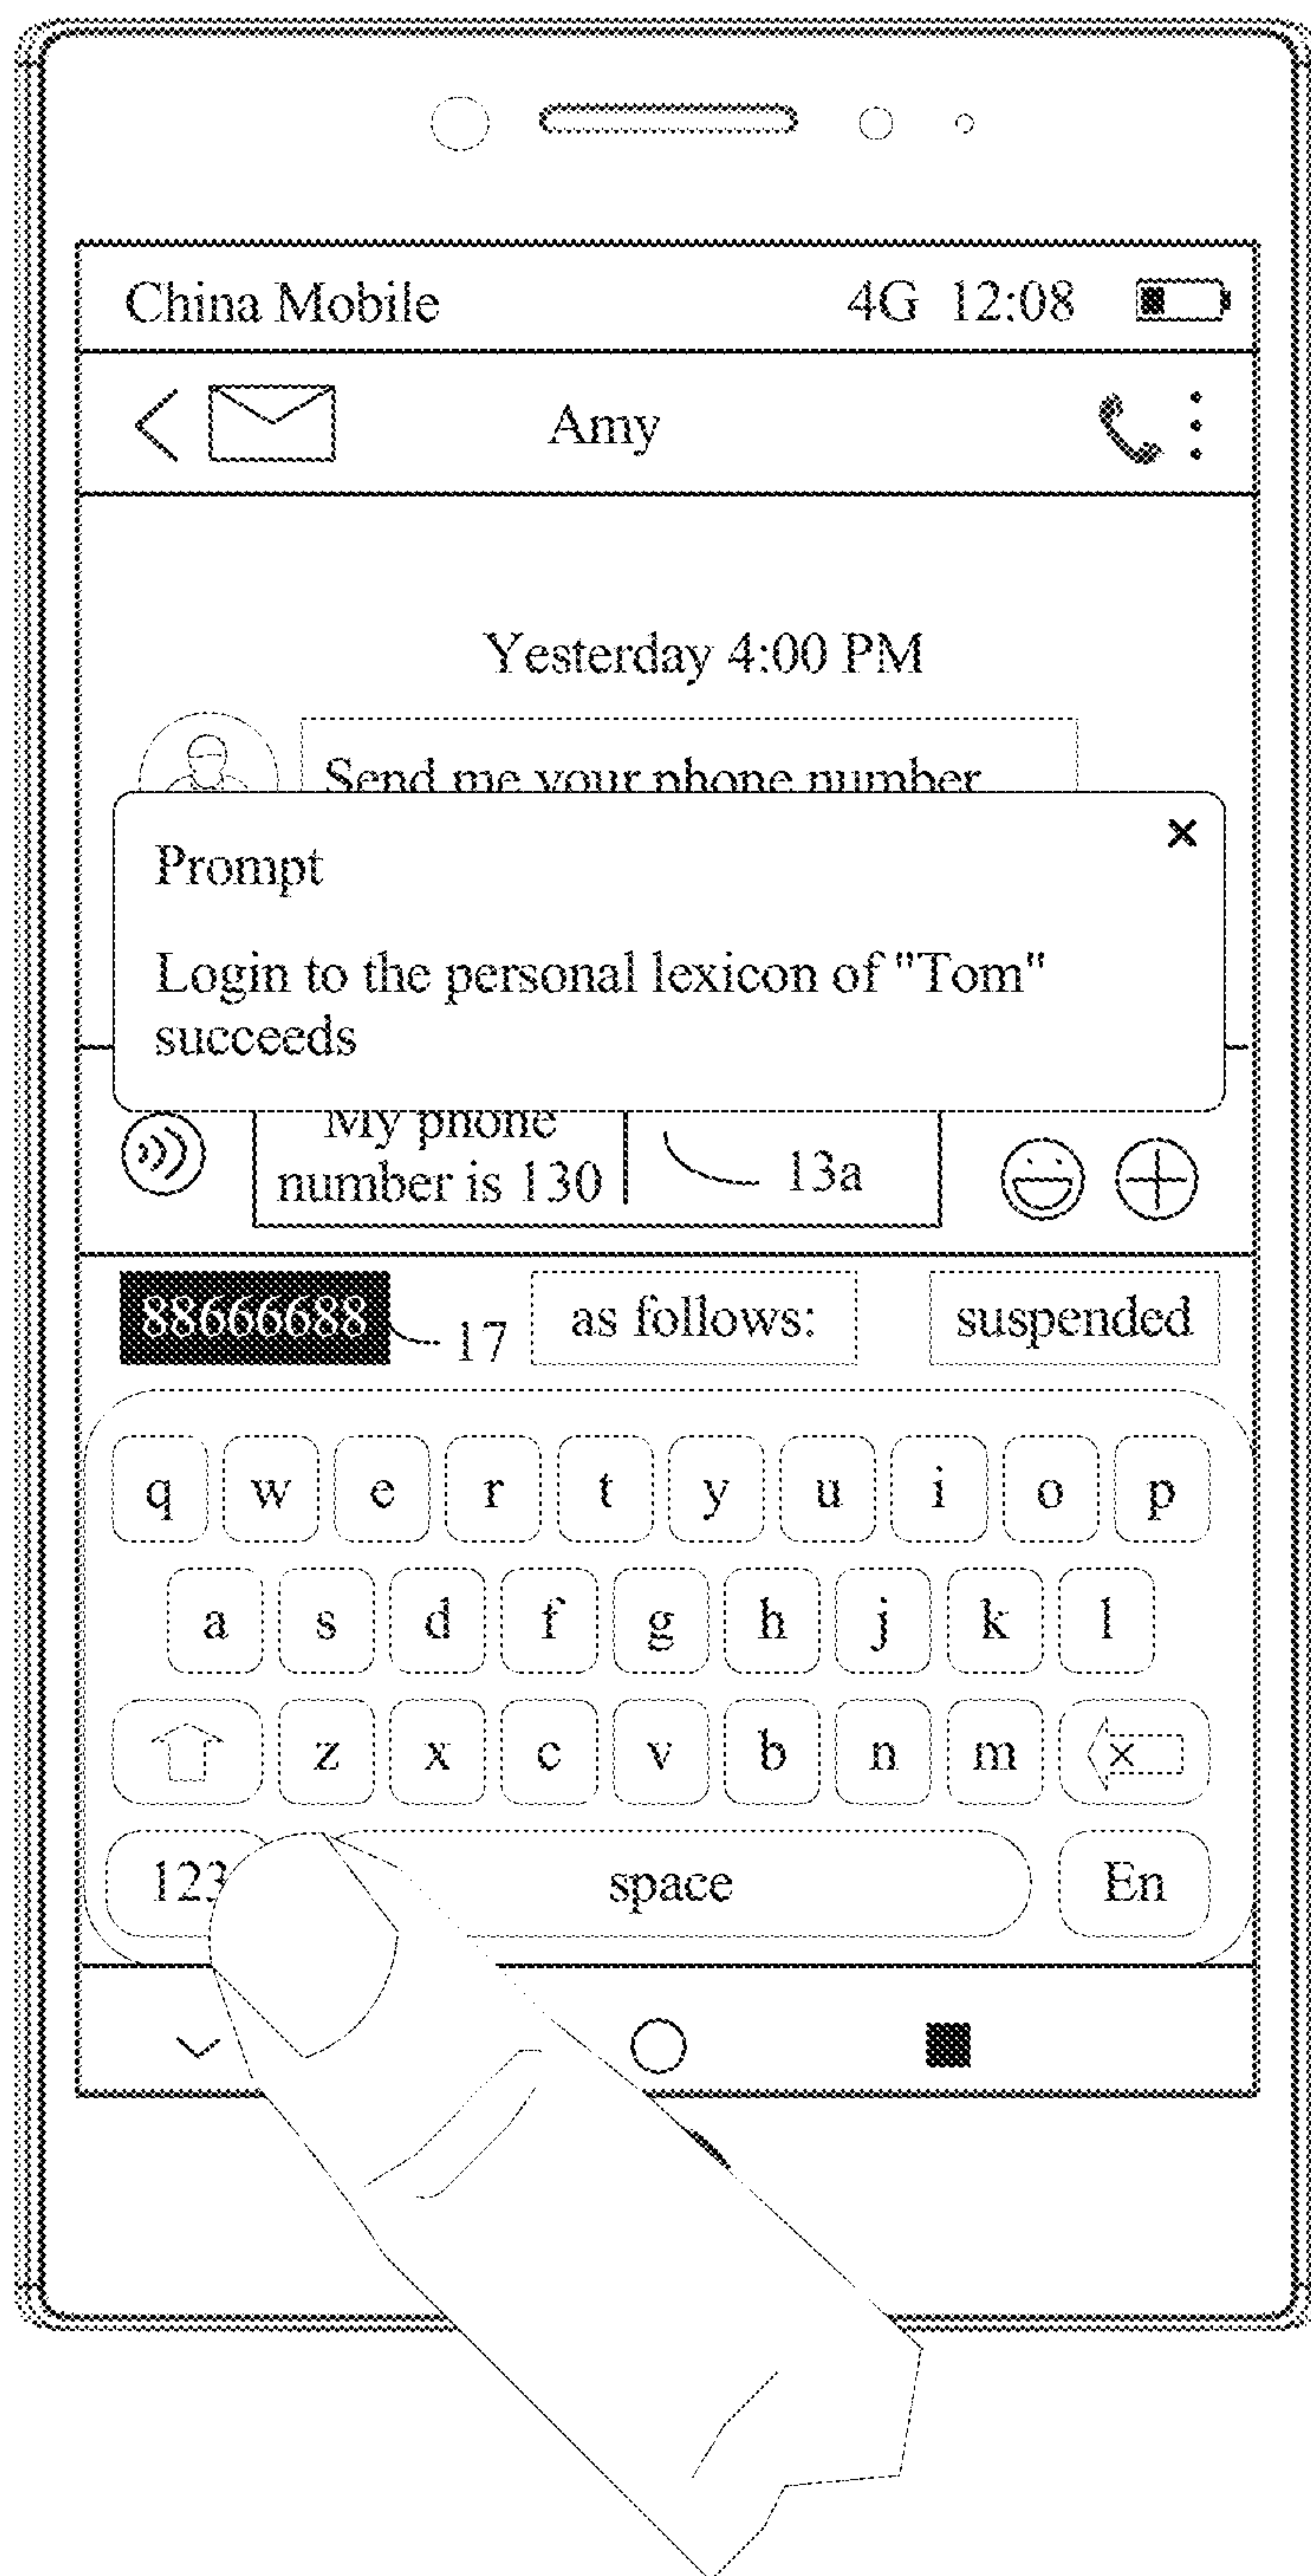 China Mobile 4G 12:08
Amy
Yesterday 4:00 PM
Send me your phone number
Prompt
Login to the personal lexicon of "Tom"
succeeds
My phone
number is 130
13a
88666688 17 as follows: suspended
q w e r t y u i o p
a s d f g h j k l
z x c v b n m
123 space En